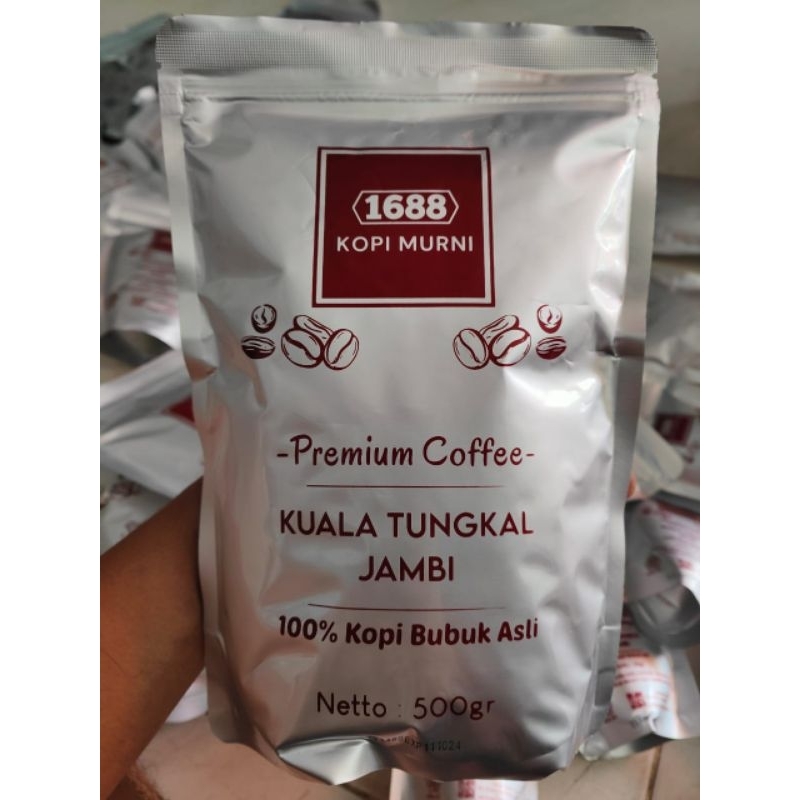 1688
KOPI MURNI
-Premium Coffee-
KUALA TUNGKAL
JAMBI
100% Kopi Bubuk Asli
Netto : 500gr